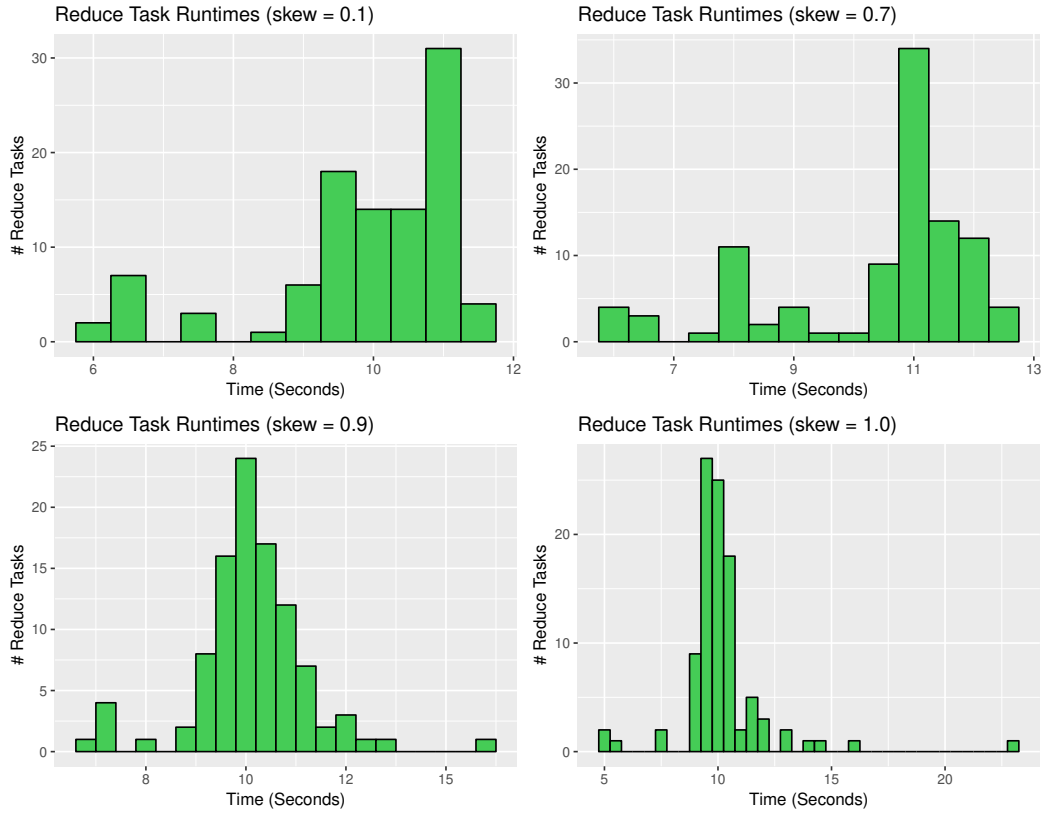 Reduce Task Runtimes (skew = 0.1)
# Reduce Tasks
30
20
10
0
6 8 10 12
Time (Seconds)
Reduce Task Runtimes (skew = 0.7)
# Reduce Tasks
30
20
10
0
7 9 11 13
Time (Seconds)
Reduce Task Runtimes (skew = 0.9)
# Reduce Tasks
25
20
15
10
5
0
8 10 12 15
Time (Seconds)
Reduce Task Runtimes (skew = 1.0)
# Reduce Tasks
20
10
0
5 10 15 20
Time (Seconds)